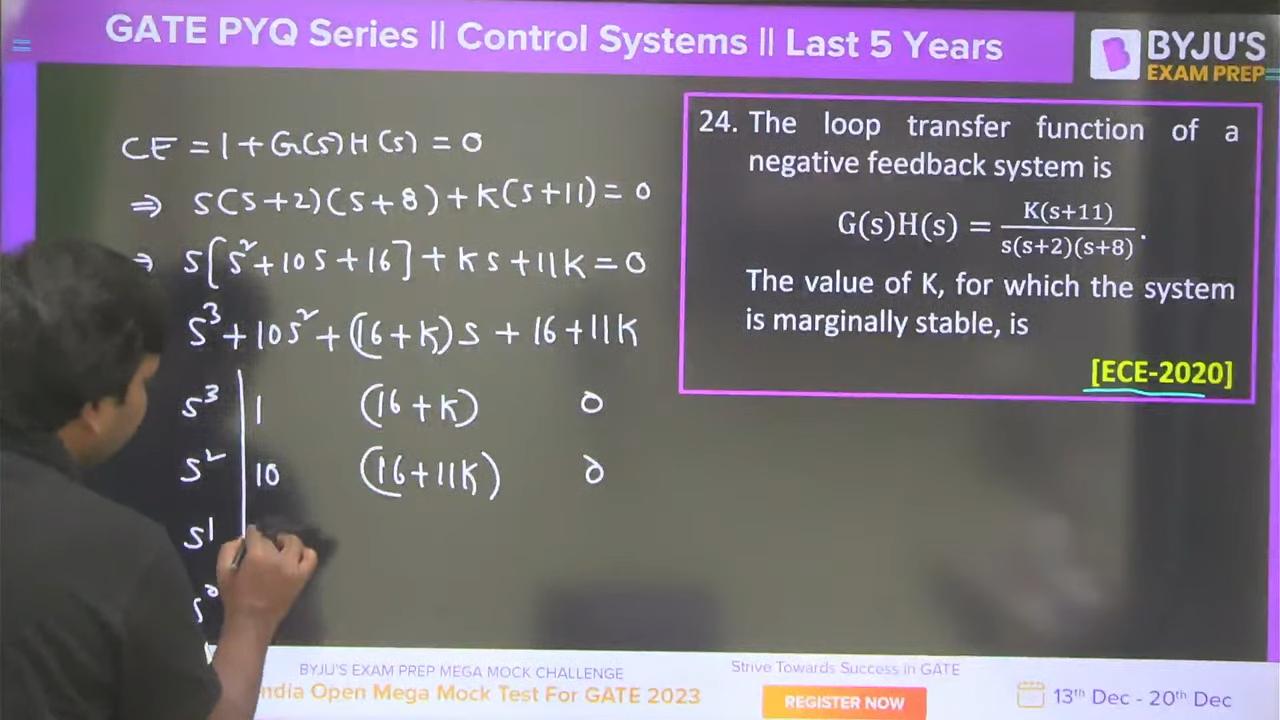 GATE PYQ Series || Control Systems || Last 5 Years
BYJU'S
EXAM PREP
CE = 1 + G(s)H(s) = 0
⇒ s(s+2)(s+8) + K(s+11) = 0
⇒ s[s²+10s+16] + Ks + 11K = 0
s³ + 10s² + (16+K)s + 16+11K
s³ | 1 (16+K) 0
s² | 10 (16+11K) 0
s¹
s⁰
24. The loop transfer function of a
negative feedback system is
G(s)H(s) = K(s+11) / s(s+2)(s+8).
The value of K, for which the system
is marginally stable, is
[ECE-2020]
BYJU'S EXAM PREP MEGA MOCK CHALLENGE
ndia Open Mega Mock Test For GATE 2023
Strive Towards Success in GATE
REGISTER NOW
13th Dec - 20th Dec